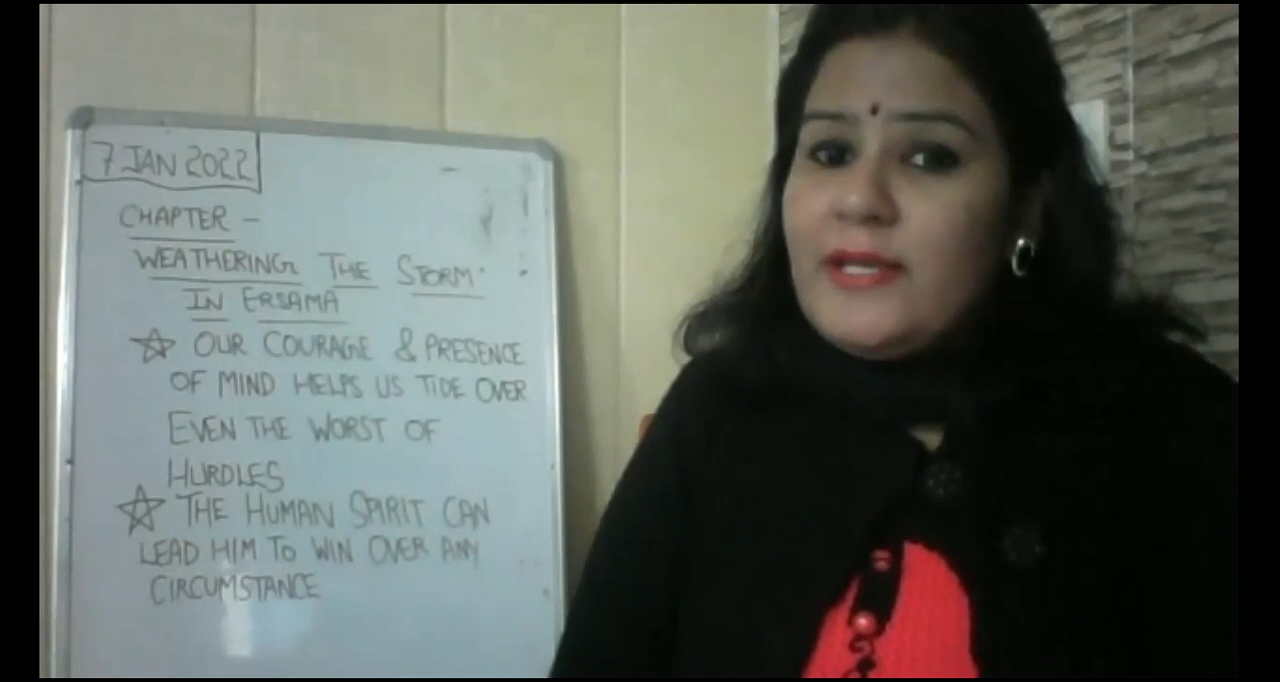 7 JAN 2022
CHAPTER -
WEATHERING THE STORM
IN ERSAMA
☆ OUR COURAGE & PRESENCE
OF MIND HELPS US TIDE OVER
EVEN THE WORST OF
HURDLES
☆ THE HUMAN SPIRIT CAN
LEAD HIM TO WIN OVER ANY
CIRCUMSTANCE